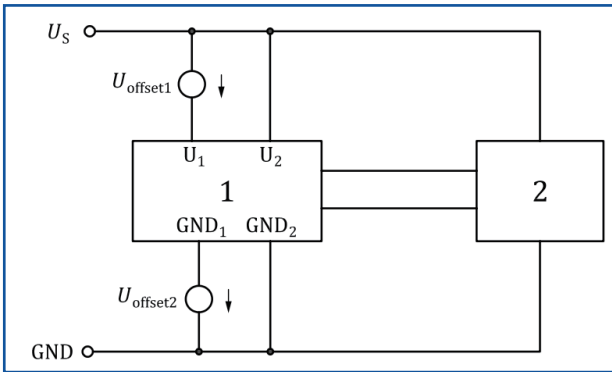 U_S
U_offset1
U_1 U_2
1
2
GND_1 GND_2
U_offset2
GND